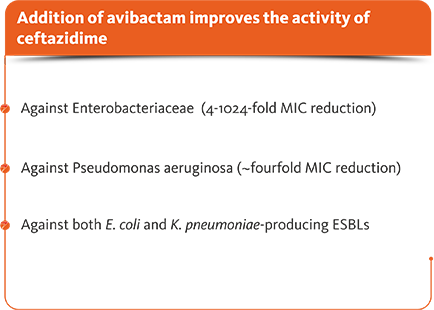 Addition of avibactam improves the activity of
ceftazidime
Against Enterobacteriaceae (4-1024-fold MIC reduction)
Against Pseudomonas aeruginosa (~fourfold MIC reduction)
Against both E. coli and K. pneumoniae-producing ESBLs